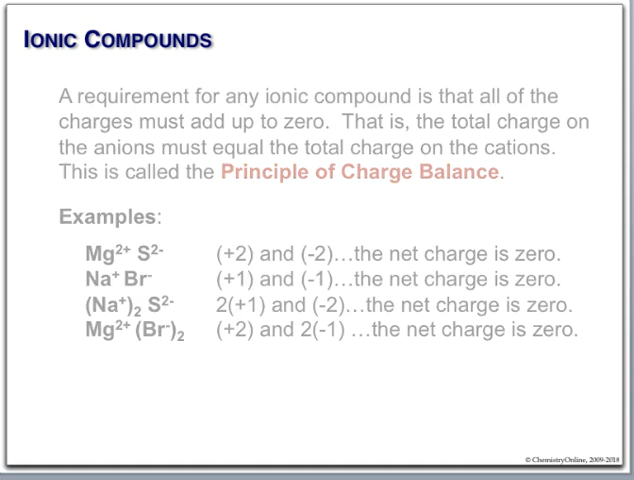 IONIC COMPOUNDS
A requirement for any ionic compound is that all of the
charges must add up to zero. That is, the total charge on
the anions must equal the total charge on the cations.
This is called the Principle of Charge Balance.
Examples:
Mg²⁺ S²⁻ (+2) and (-2)…the net charge is zero.
Na⁺ Br⁻ (+1) and (-1)…the net charge is zero.
(Na⁺)₂ S²⁻ 2(+1) and (-2)…the net charge is zero.
Mg²⁺ (Br⁻)₂ (+2) and 2(-1) …the net charge is zero.
© ChemistryOnline, 2009-2018